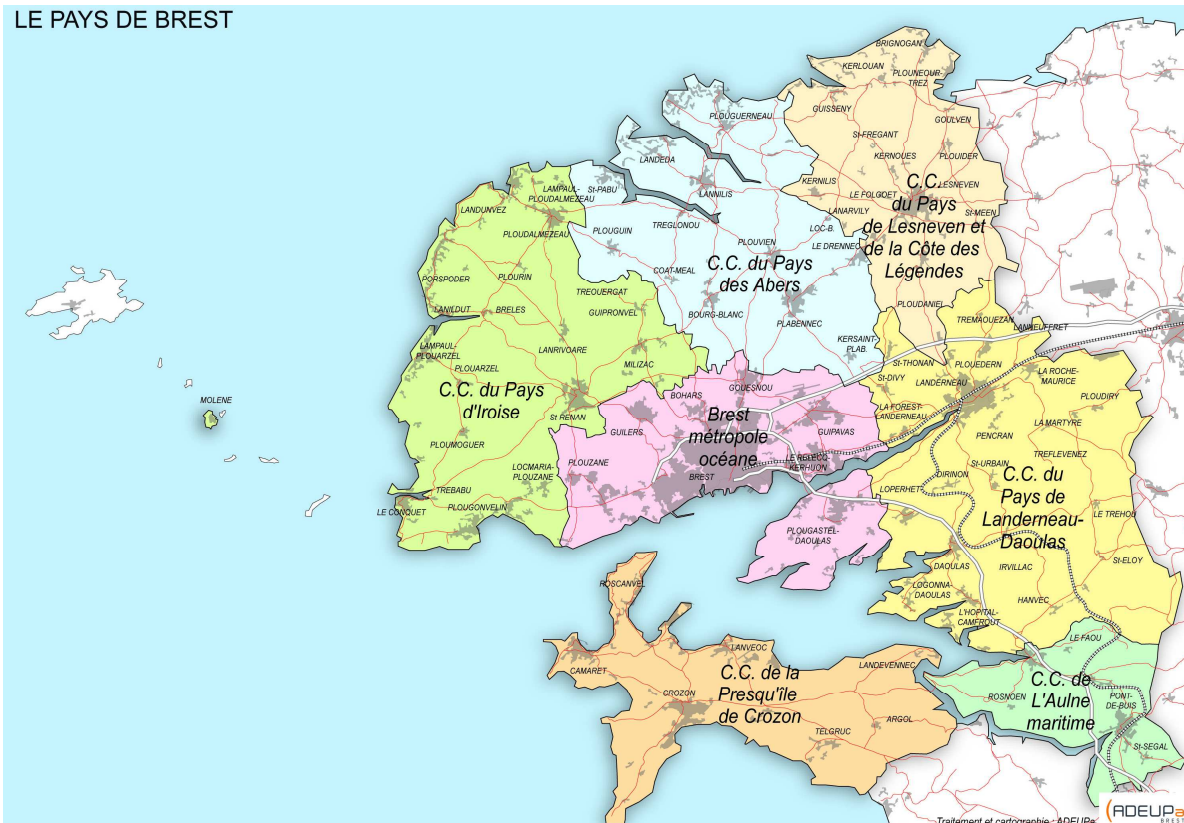 LE PAYS DE BREST
BRIGNOGAN
KERLOUAN
PLOUNEOUR-
TREZ
GUISSENY
GOULVEN
PLOUGUERNEAU
St-FREGANT
KERNOUES
PLOUIDER
LANDEDA
KERNILIS
LE FOLGOET
LESNEVEN
LANNILIS
LANARVILY
St-MEEN
C.C.
du Pays
de Lesneven et
de la Côte des
Légendes
LAMPAUL-
PLOUDALMEZEAU
St-PABU
LANDUNVEZ
PLOUDALMEZEAU
PLOUGUIN
TREGLONOU
LOC-B.
PLOUVIEN
LE DRENNEC
COAT-MEAL
C.C. du Pays
des Abers
PLOUDANIEL
PORSPODER
PLOURIN
TREOUERGAT
GUIPRONVEL
BOURG-BLANC
PLABENNEC
TREMAOUEZAN
LANNEUFFRET
LANILDUT
BRELES
KERSAINT-
PLAB.
LAMPAUL-
PLOUARZEL
PLOUARZEL
LANRIVOARE
MILIZAC
St-THONAN
PLOUEDERN
LA ROCHE-
MAURICE
St-DIVY
LANDERNEAU
PLOUDIRY
C.C. du Pays
d'Iroise
St RENAN
BOHARS
GOUESNOU
LA FOREST-
LANDERNEAU
MOLENE
Brest
métropole
océane
GUILERS
GUIPAVAS
LA MARTYRE
PENCRAN
PLOUMOGUER
LOCMARIA-
PLOUZANE
PLOUZANE
LE RELECQ-
KERHUON
BREST
TREFLEVENEZ
St-URBAIN
DIRINON
LOPERHET
C.C. du
Pays de
Landerneau-
Daoulas
TREBABU
LE CONQUET
PLOUGONVELIN
PLOUGASTEL-
DAOULAS
LE TREHOU
St-ELOY
DAOULAS
IRVILLAC
LOGONNA-
DAOULAS
HANVEC
L'HOPITAL-
CAMFROUT
ROSCANVEL
LE FAOU
LANVEOC
LANDEVENNEC
CAMARET
C.C. de la
Presqu'île
de Crozon
CROZON
ARGOL
TELGRUC
C.C. de
L'Aulne
maritime
ROSNOEN
PONT-
DE-BUIS
St-SEGAL
Traitement et cartographie : ADEUPa
ADEUPa
BREST